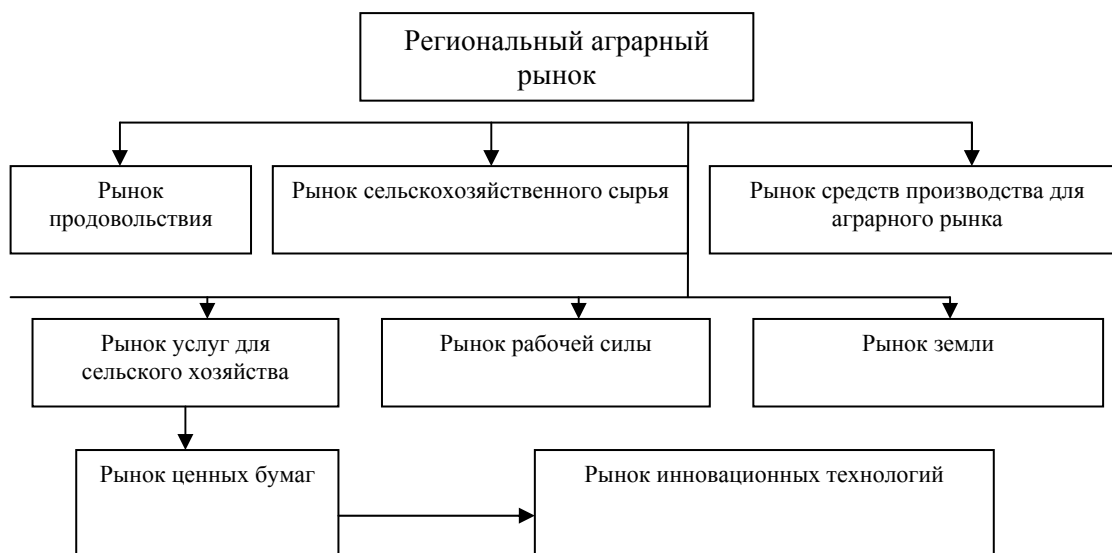 Региональный аграрный
рынок
Рынок
продовольствия
Рынок сельскохозяйственного сырья
Рынок средств производства для
аграрного рынка
Рынок услуг для
сельского хозяйства
Рынок рабочей силы
Рынок земли
Рынок ценных бумаг
Рынок инновационных технологий